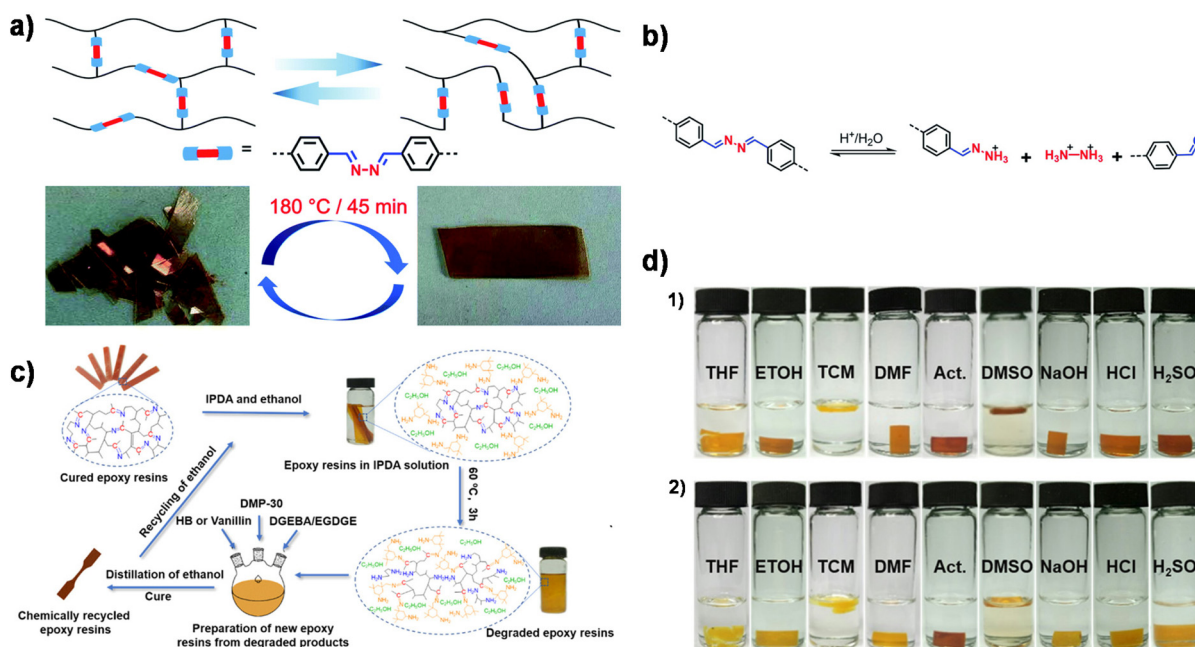 a)
=
N-N
180 °C / 45 min
b)
H⁺/H₂O
N-N
N-NH₃
+
H₃N-NH₃
+
c)
IPDA and ethanol
Cured epoxy resins
Epoxy resins in IPDA solution
60 °C, 3h
Recycling of ethanol
DMP-30
HB or Vanillin
DGEBA/EGDGE
Distillation of ethanol
Cure
Chemically recycled
epoxy resins
Preparation of new epoxy
resins from degraded products
Degraded epoxy resins
C₂H₅OH
d)
1)
THF ETOH TCM DMF Act. DMSO NaOH HCl H₂SO
2)
THF ETOH TCM DMF Act. DMSO NaOH HCl H₂SO